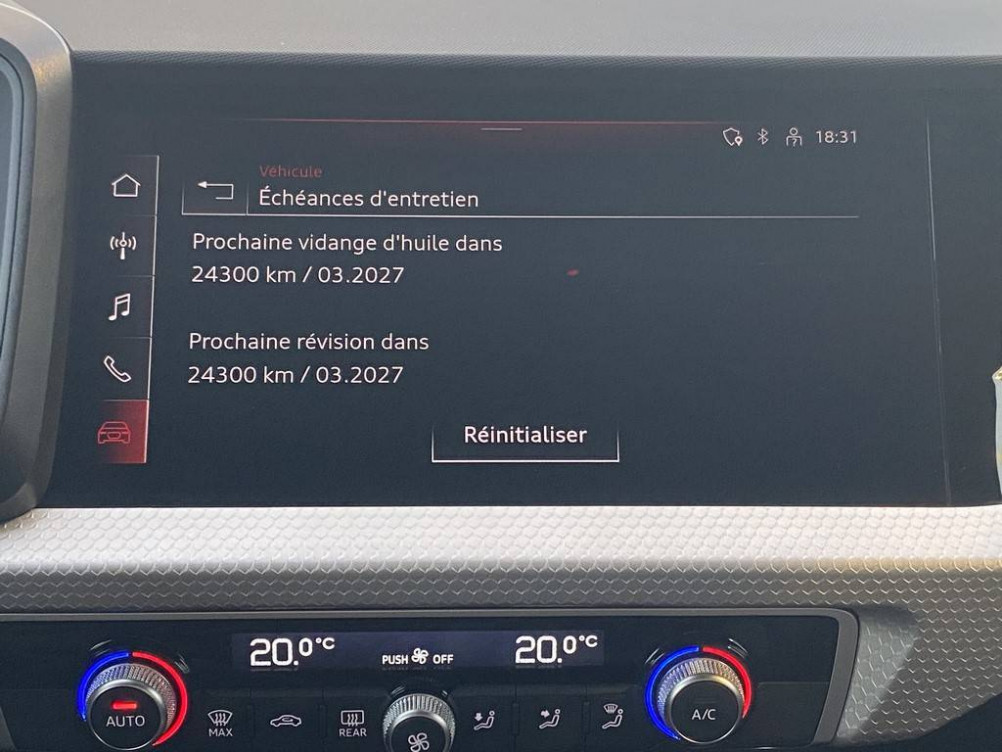 18:31
Véhicule
Échéances d'entretien
Prochaine vidange d'huile dans
24300 km / 03.2027
Prochaine révision dans
24300 km / 03.2027
Réinitialiser
20.0°C PUSH OFF 20.0°C
AUTO MAX REAR A/C